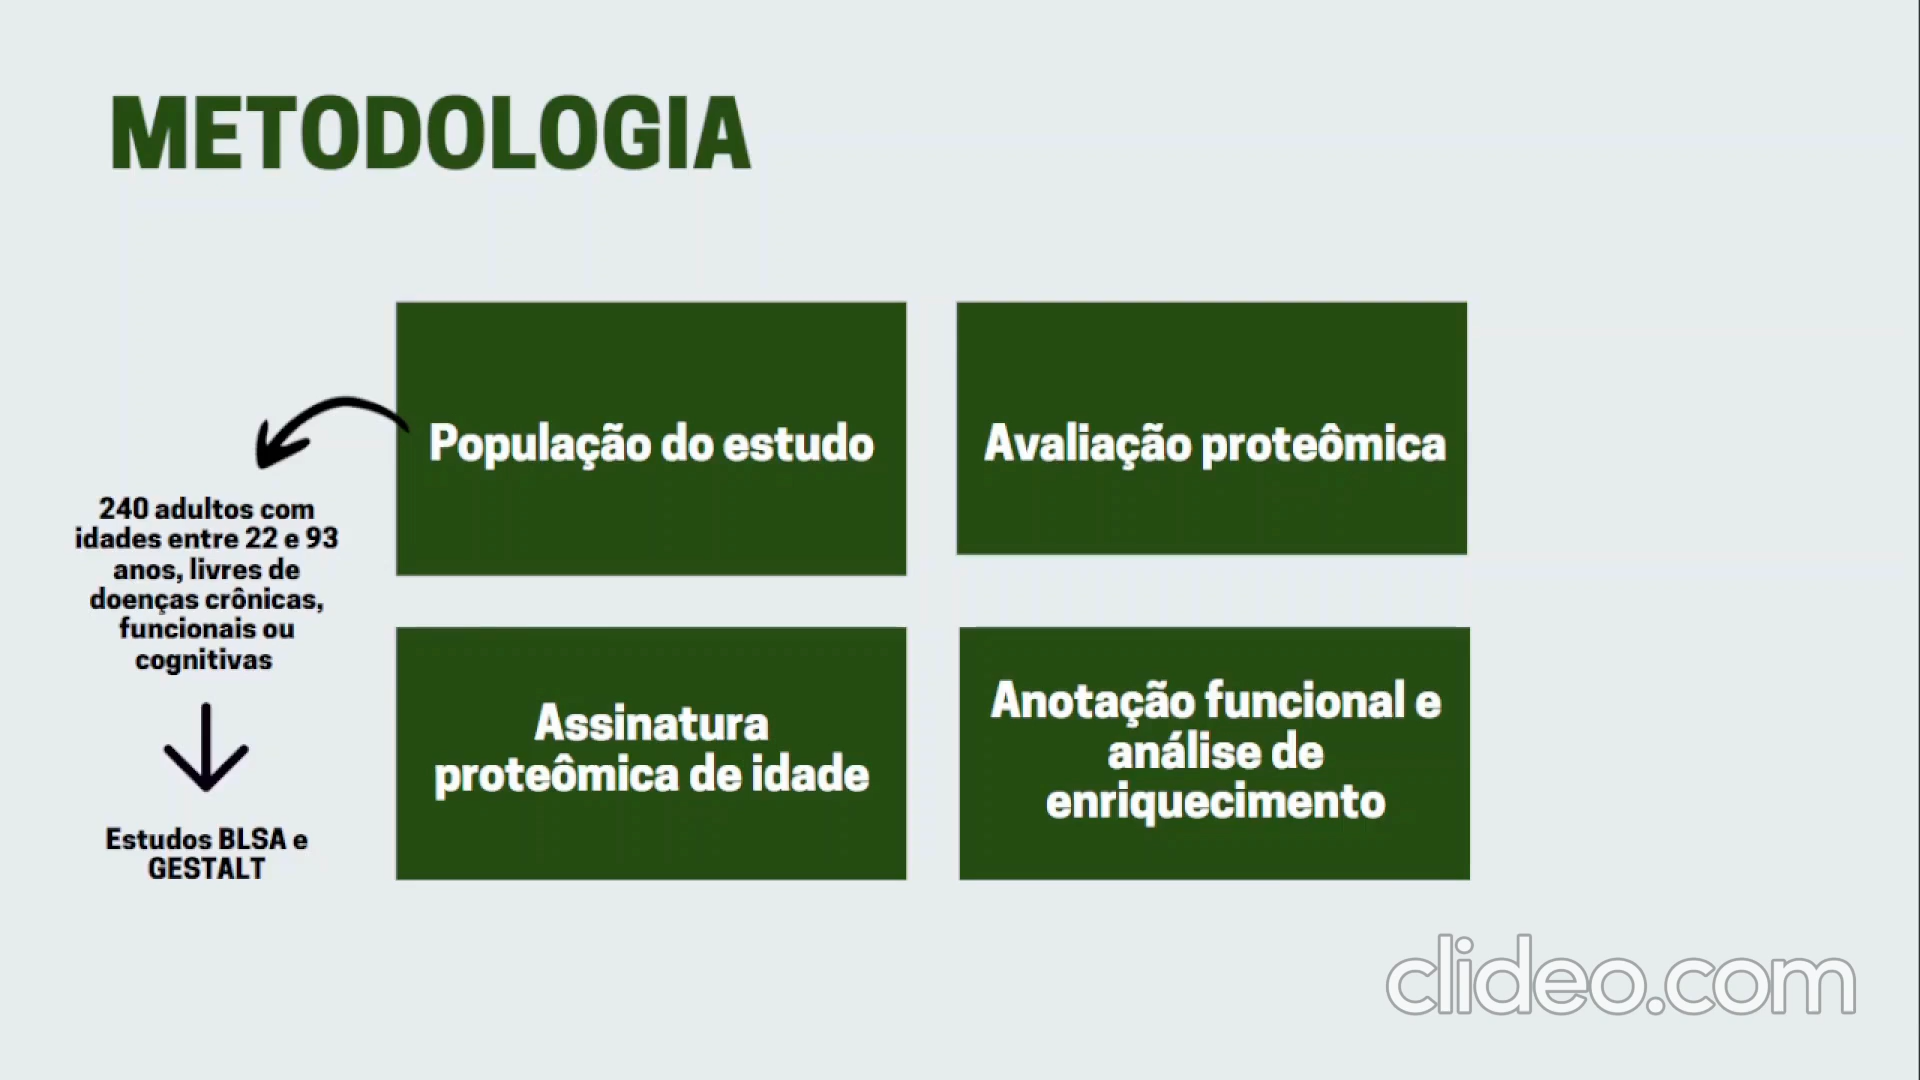 METODOLOGIA
População do estudo
Avaliação proteômica
240 adultos com
idades entre 22 e 93
anos, livres de
doenças crônicas,
funcionais ou
cognitivas
Estudos BLSA e
GESTALT
Assinatura
proteômica de idade
Anotação funcional e
análise de
enriquecimento
clideo.com